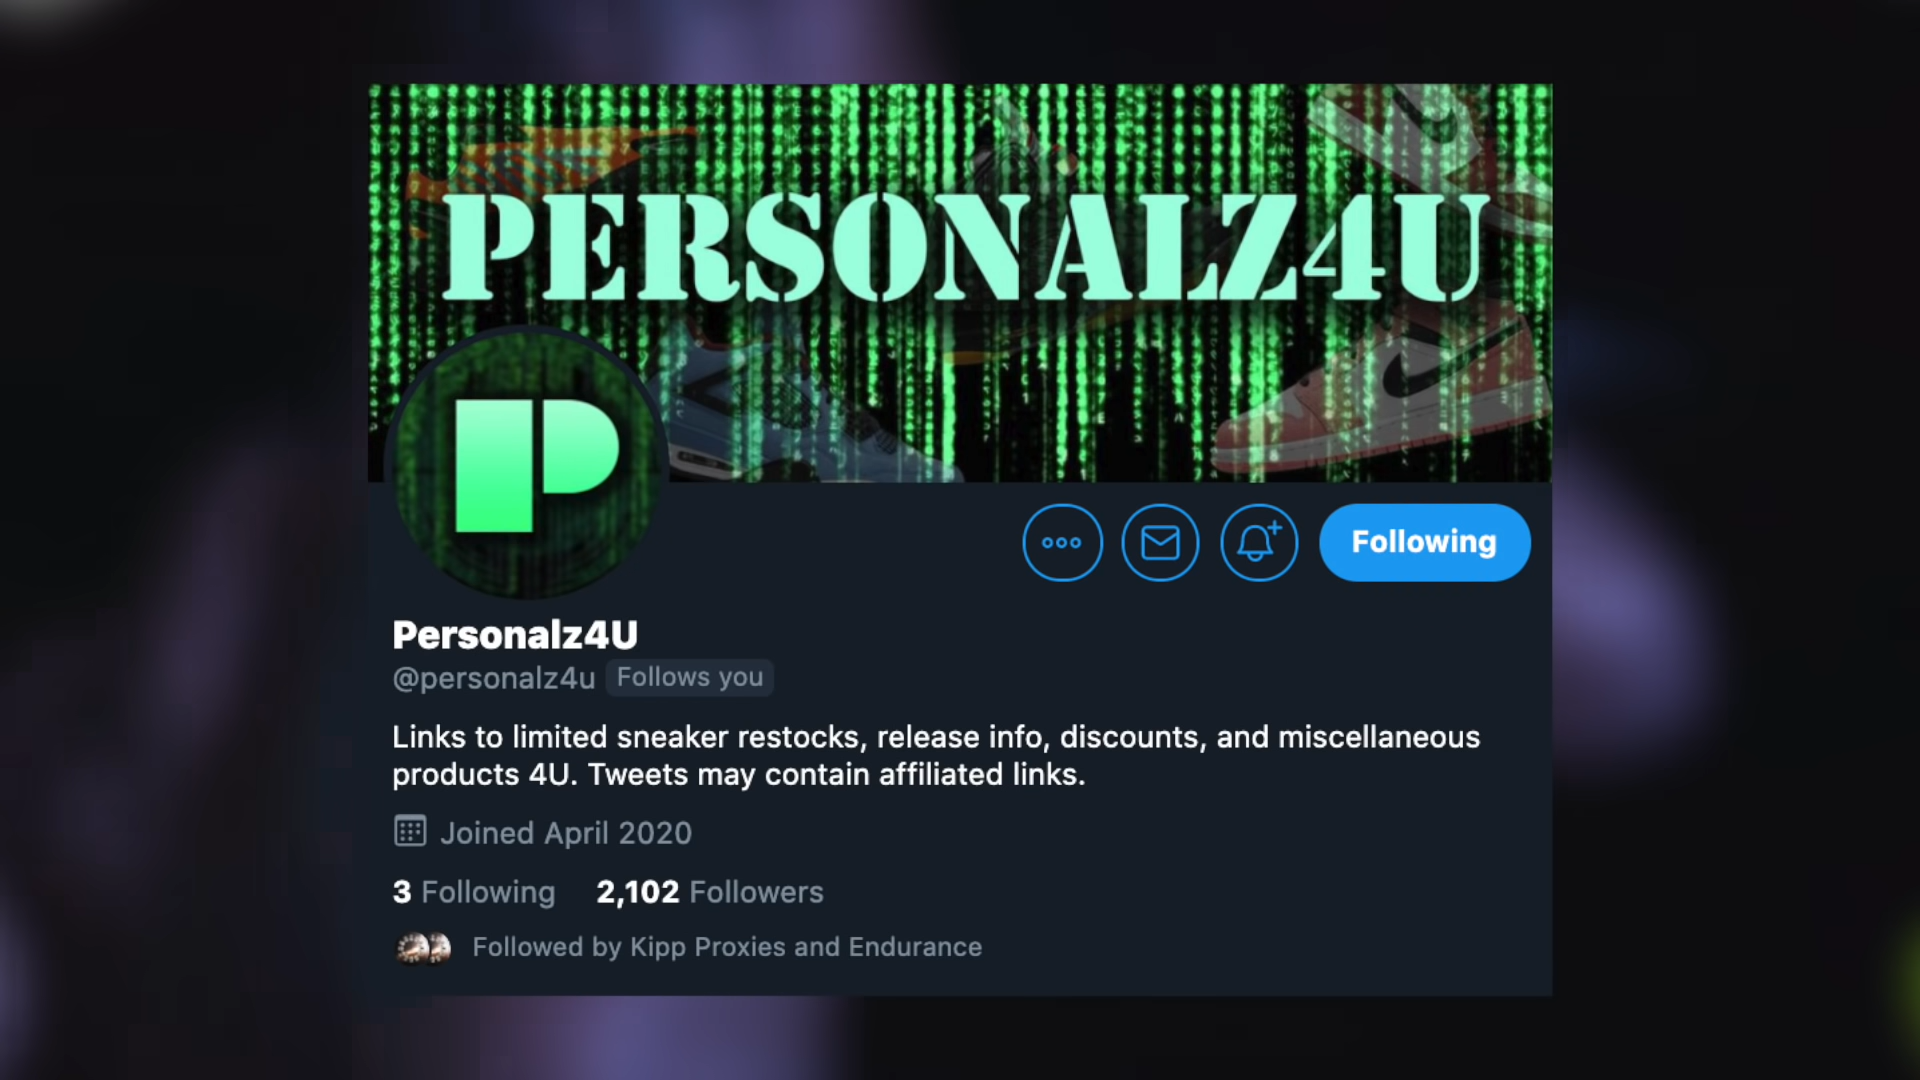 PERSONALZ4U
P
Following
Personalz4U
@personalz4u Follows you
Links to limited sneaker restocks, release info, discounts, and miscellaneous
products 4U. Tweets may contain affiliated links.
Joined April 2020
3 Following 2,102 Followers
Followed by Kipp Proxies and Endurance